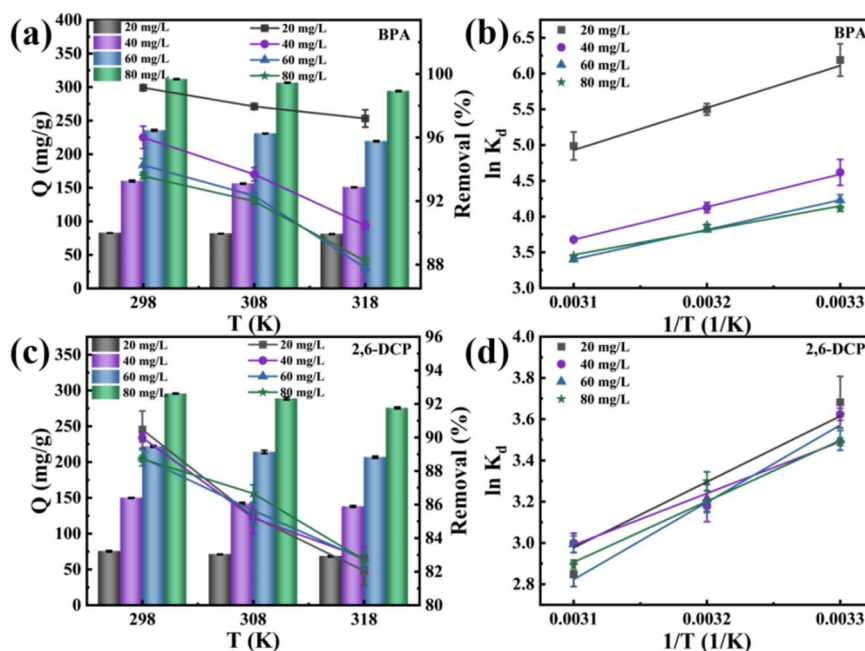 (a)
20 mg/L
40 mg/L
60 mg/L
80 mg/L
20 mg/L
40 mg/L
60 mg/L
80 mg/L
BPA
400
350
300
250
200
150
100
50
0
Q (mg/g)
100
96
92
88
Removal (%)
298
308
318
T (K)
(b)
20 mg/L
40 mg/L
60 mg/L
80 mg/L
BPA
6.5
6.0
5.5
5.0
4.5
4.0
3.5
3.0
ln Kd
0.0031
0.0032
0.0033
1/T (1/K)
(c)
20 mg/L
40 mg/L
60 mg/L
80 mg/L
20 mg/L
40 mg/L
60 mg/L
80 mg/L
2,6-DCP
350
300
250
200
150
100
50
0
Q (mg/g)
96
94
92
90
88
86
84
82
80
Removal (%)
298
308
318
T (K)
(d)
20 mg/L
40 mg/L
60 mg/L
80 mg/L
2,6-DCP
4.0
3.8
3.6
3.4
3.2
3.0
2.8
ln Kd
0.0031
0.0032
0.0033
1/T (1/K)